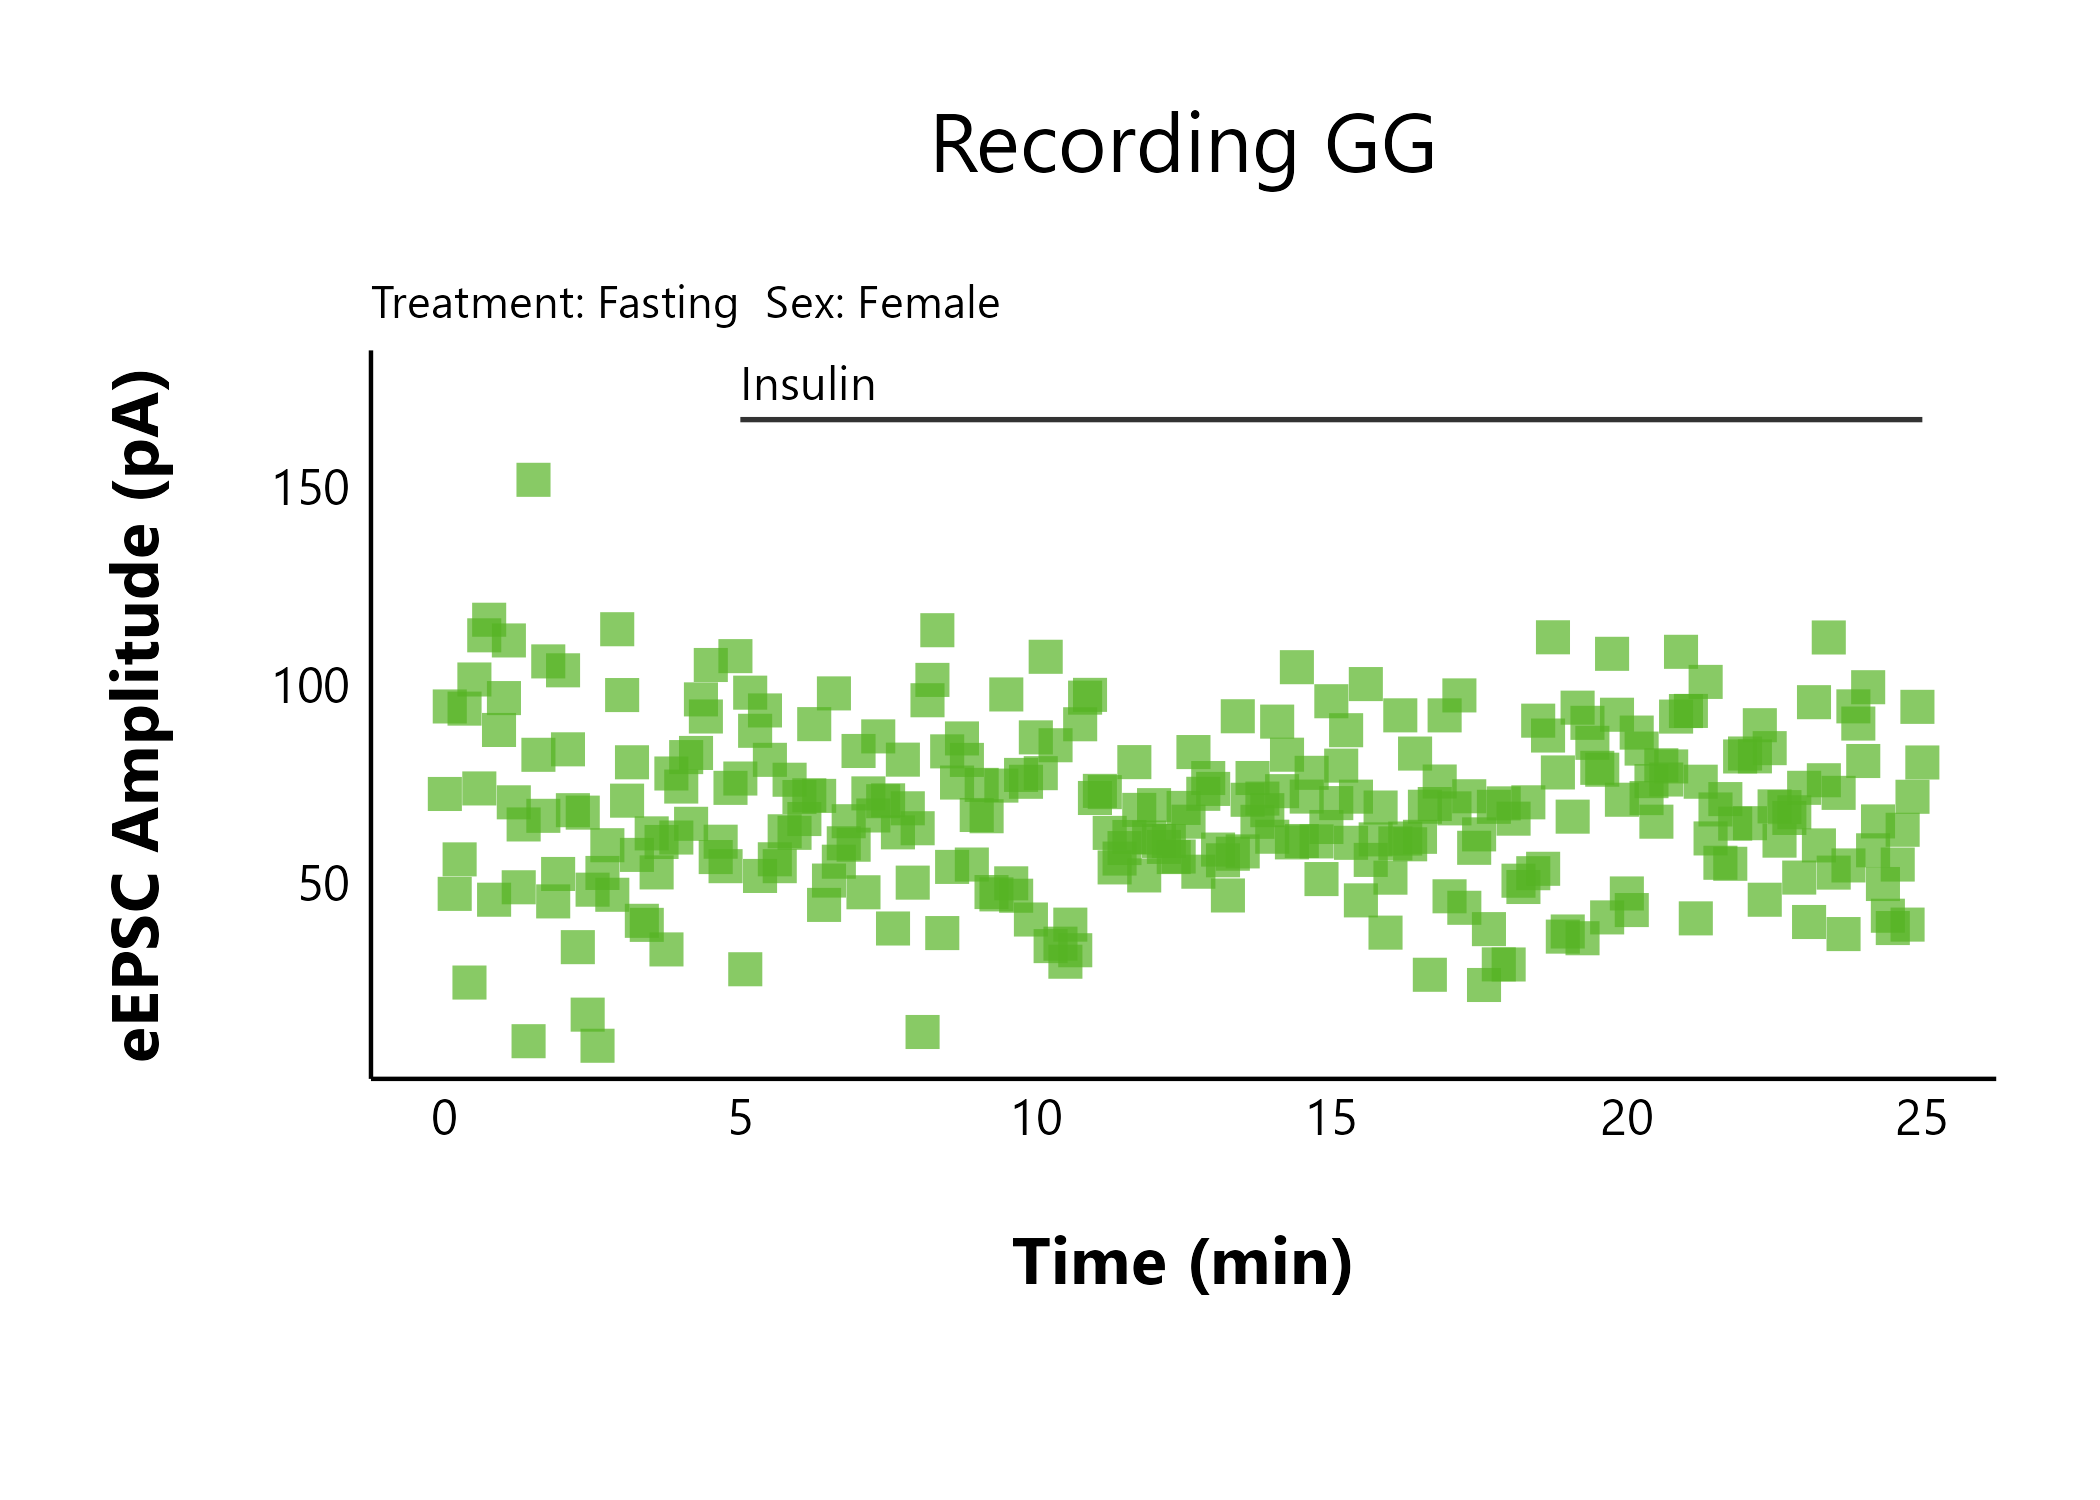 Recording GG
Treatment: Fasting  Sex: Female
Insulin
eEPSC Amplitude (pA)
150
100
50
0 5 10 15 20 25
Time (min)